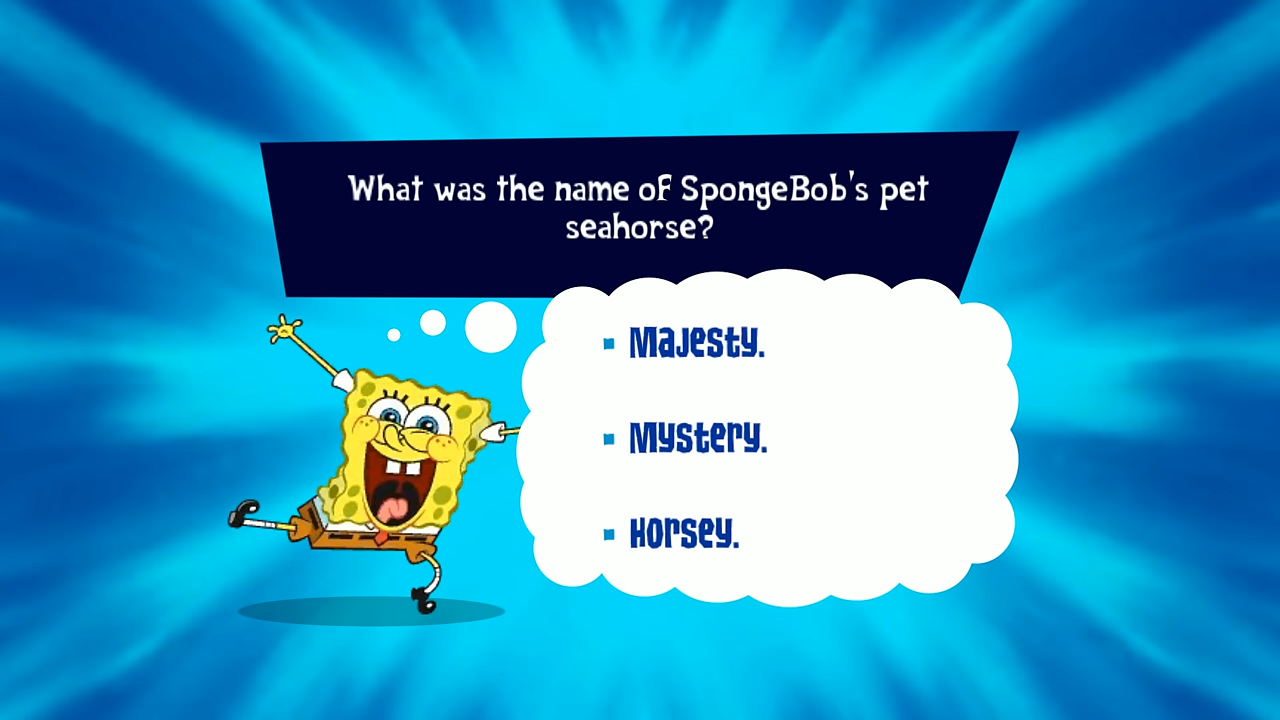 What was the name of SpongeBob's pet
seahorse?
Majesty.
Mystery.
Horsey.